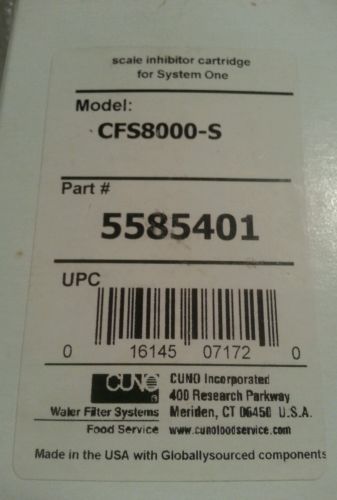 scale inhibitor cartridge
for System One
Model:
CFS8000-S
Part #
5585401
UPC
0 16145 07172 0
CUNO
Water Filter Systems
Food Service
CUNO Incorporated
400 Research Parkway
Meriden, CT 06450 U.S.A.
www.cunofoodservice.com
Made in the USA with Globallysourced components